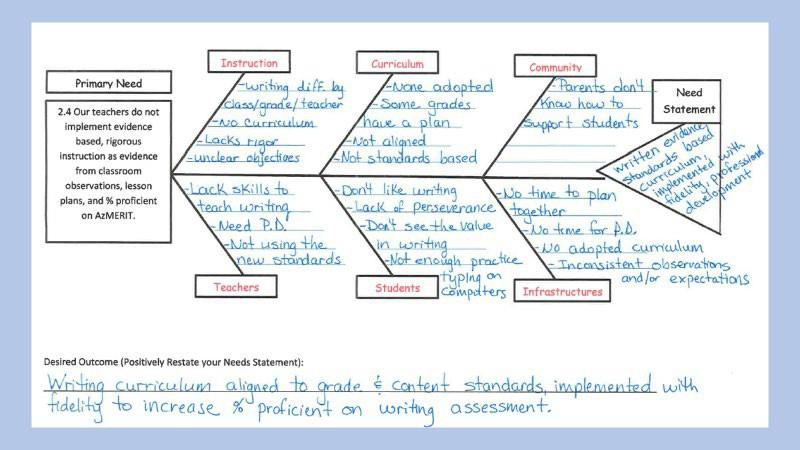 Primary Need
2.4 Our teachers do not
implement evidence
based, rigorous
instruction as evidence
from classroom
observations, lesson
plans, and % proficient
on AzMERIT.
Instruction
-writing diff. by
class/grade/teacher
-No curriculum
-Lacks rigor
-unclear objectives
Curriculum
-None adopted
-Some grades
have a plan
-Not aligned
-Not standards based
Community
-Parents don't
Know how to
support students
Need
Statement
written evidence
standards based
curriculum,
implemented with
fidelity, professional
development
-Lack skills to
teach writing
-Need P.D.
-Not using the
new standards
Teachers
-Don't like writing
-Lack of Perseverance
-Don't see the value
in writing
-Not enough practice
typing on
computers
Students
-No time to plan
together
-No time for P.D.
-No adopted curriculum
-Inconsistent observations
and/or expectations
Infrastructures
Desired Outcome (Positively Restate your Needs Statement):
Writing curriculum aligned to grade & content standards, implemented with
fidelity to increase % proficient on writing assessment.